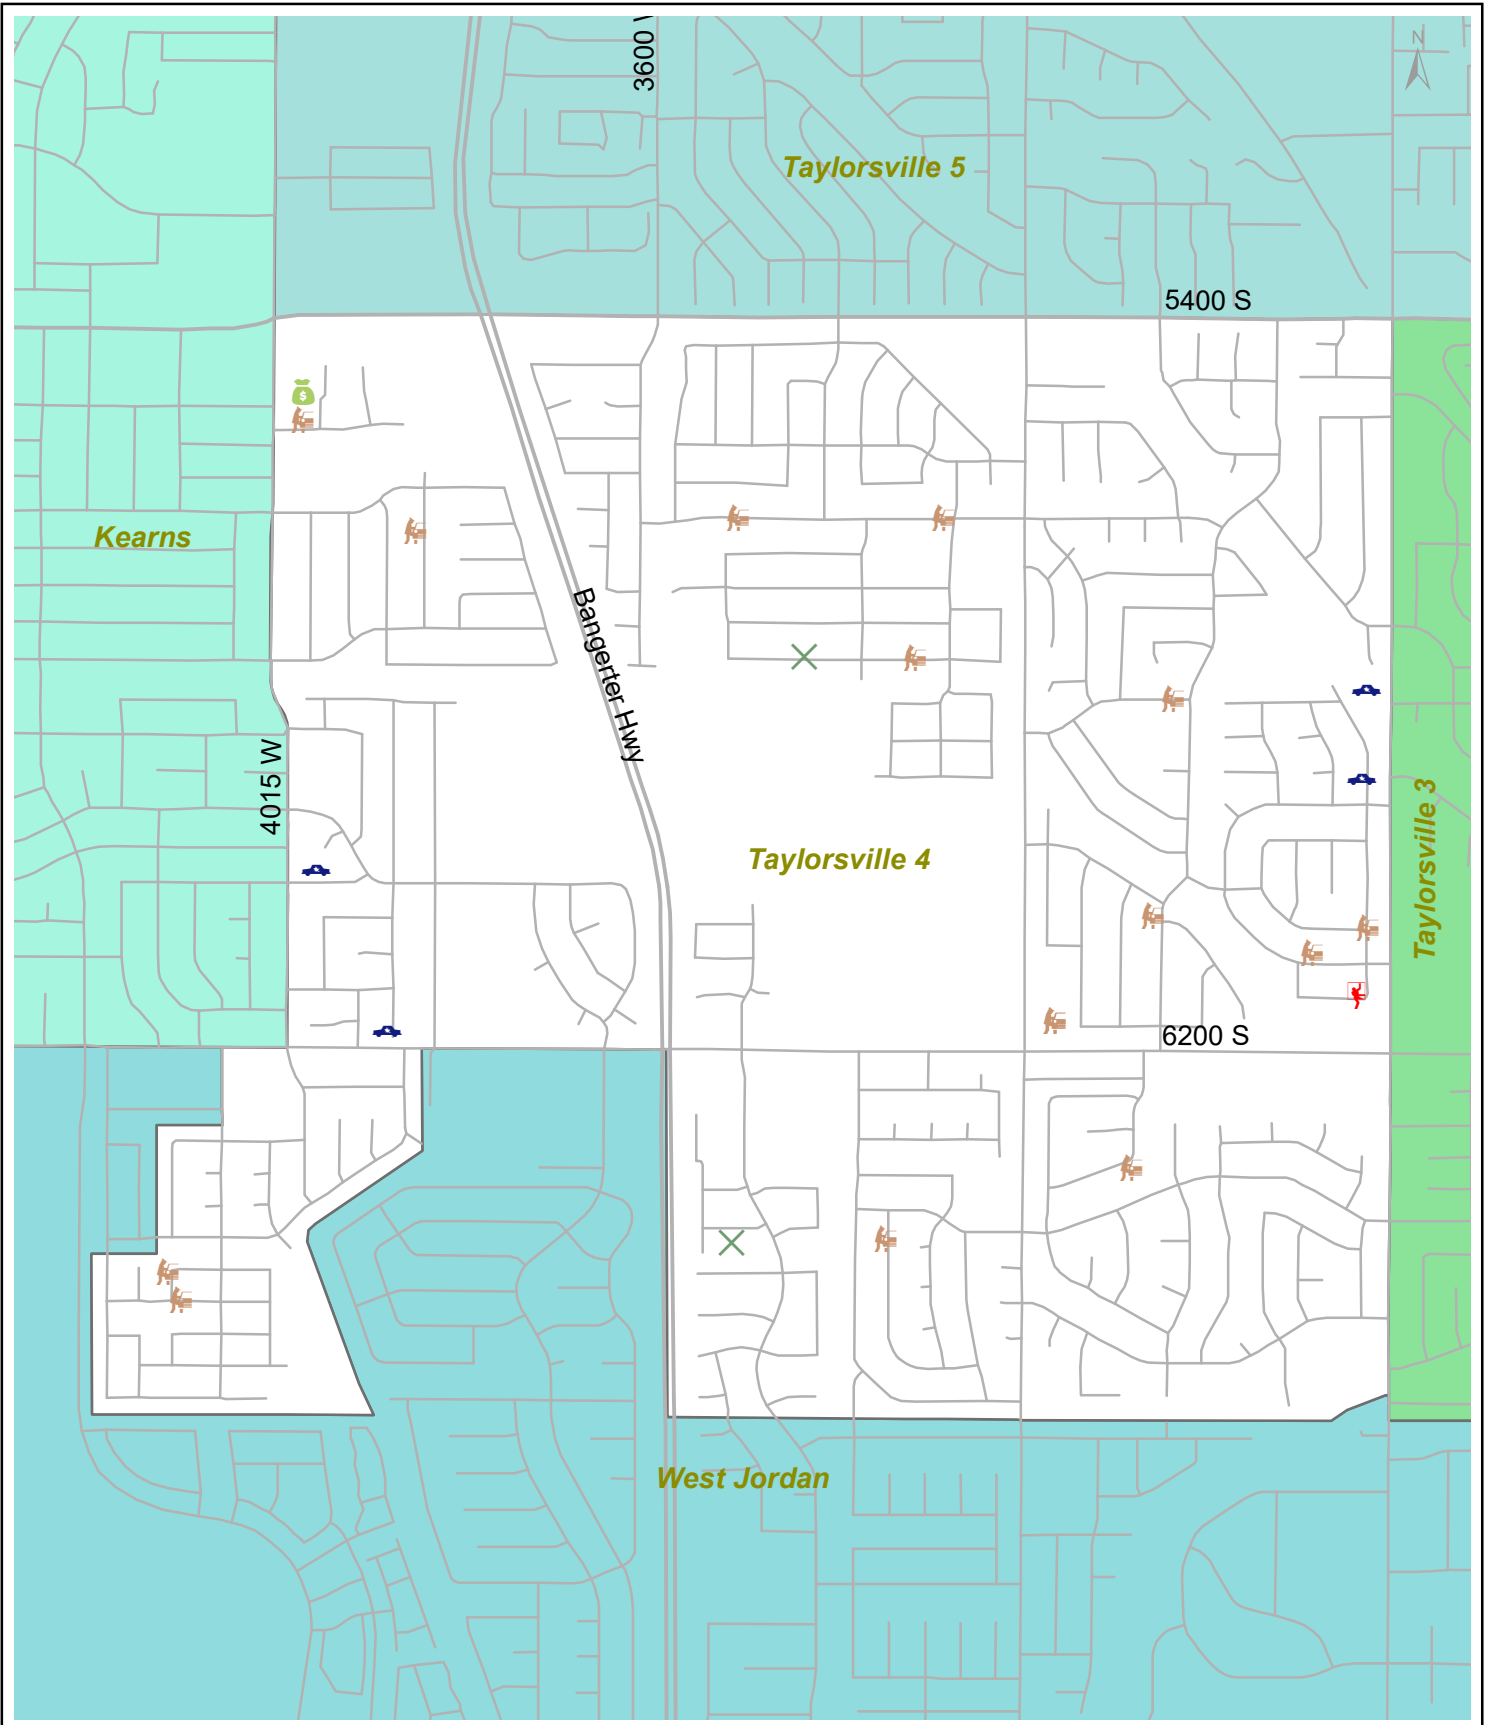 3600 W
N
Taylorsville 5
5400 S
$
Kearns
Bangerter Hwy
4015 W
Taylorsville 4
Taylorsville 3
6200 S
West Jordan